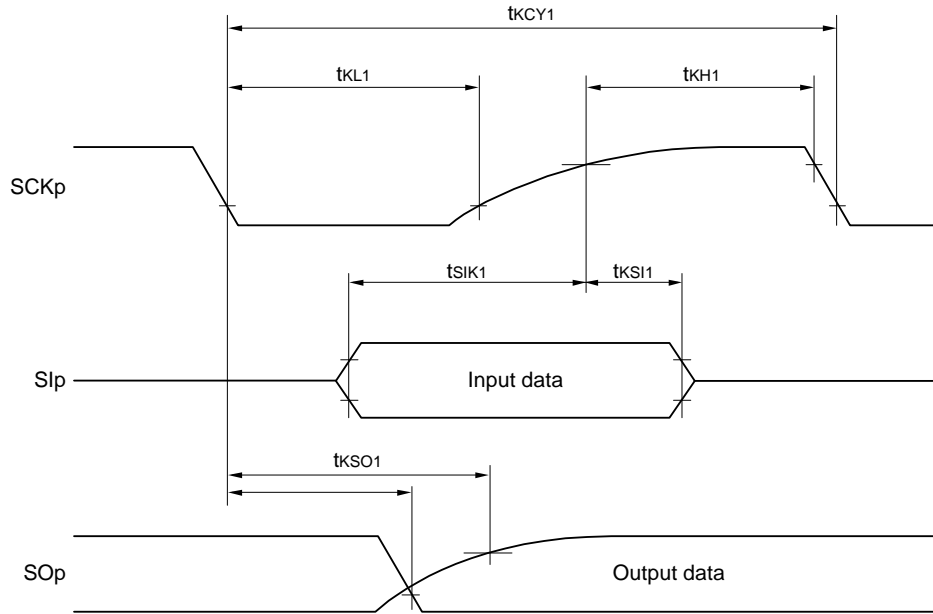 tKCY1
tKL1
tKH1
SCKp
tSIK1
tKSI1
SIp
Input data
tKSO1
SOp
Output data